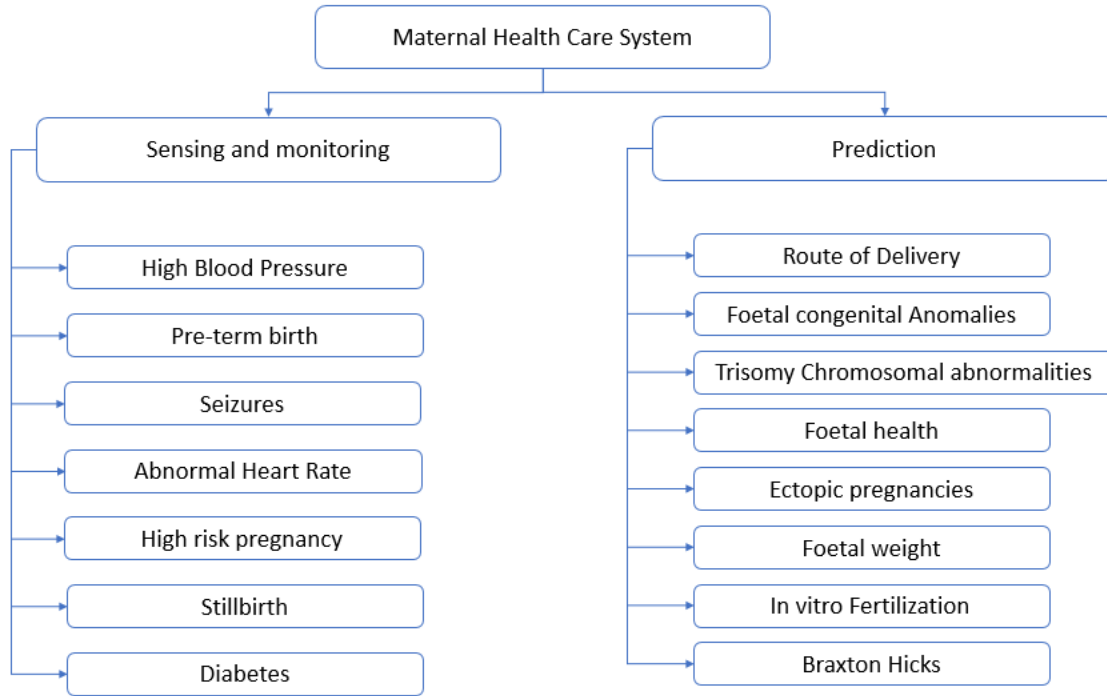 Maternal Health Care System
Sensing and monitoring
High Blood Pressure
Pre-term birth
Seizures
Abnormal Heart Rate
High risk pregnancy
Stillbirth
Diabetes
Prediction
Route of Delivery
Foetal congenital Anomalies
Trisomy Chromosomal abnormalities
Foetal health
Ectopic pregnancies
Foetal weight
In vitro Fertilization
Braxton Hicks